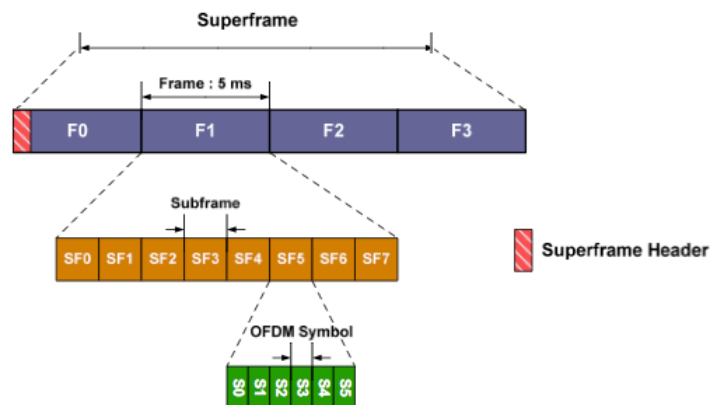 Superframe
Frame : 5 ms
F0 F1 F2 F3
Subframe
SF0 SF1 SF2 SF3 SF4 SF5 SF6 SF7
Superframe Header
OFDM Symbol
S0 S1 S2 S3 S4 S5